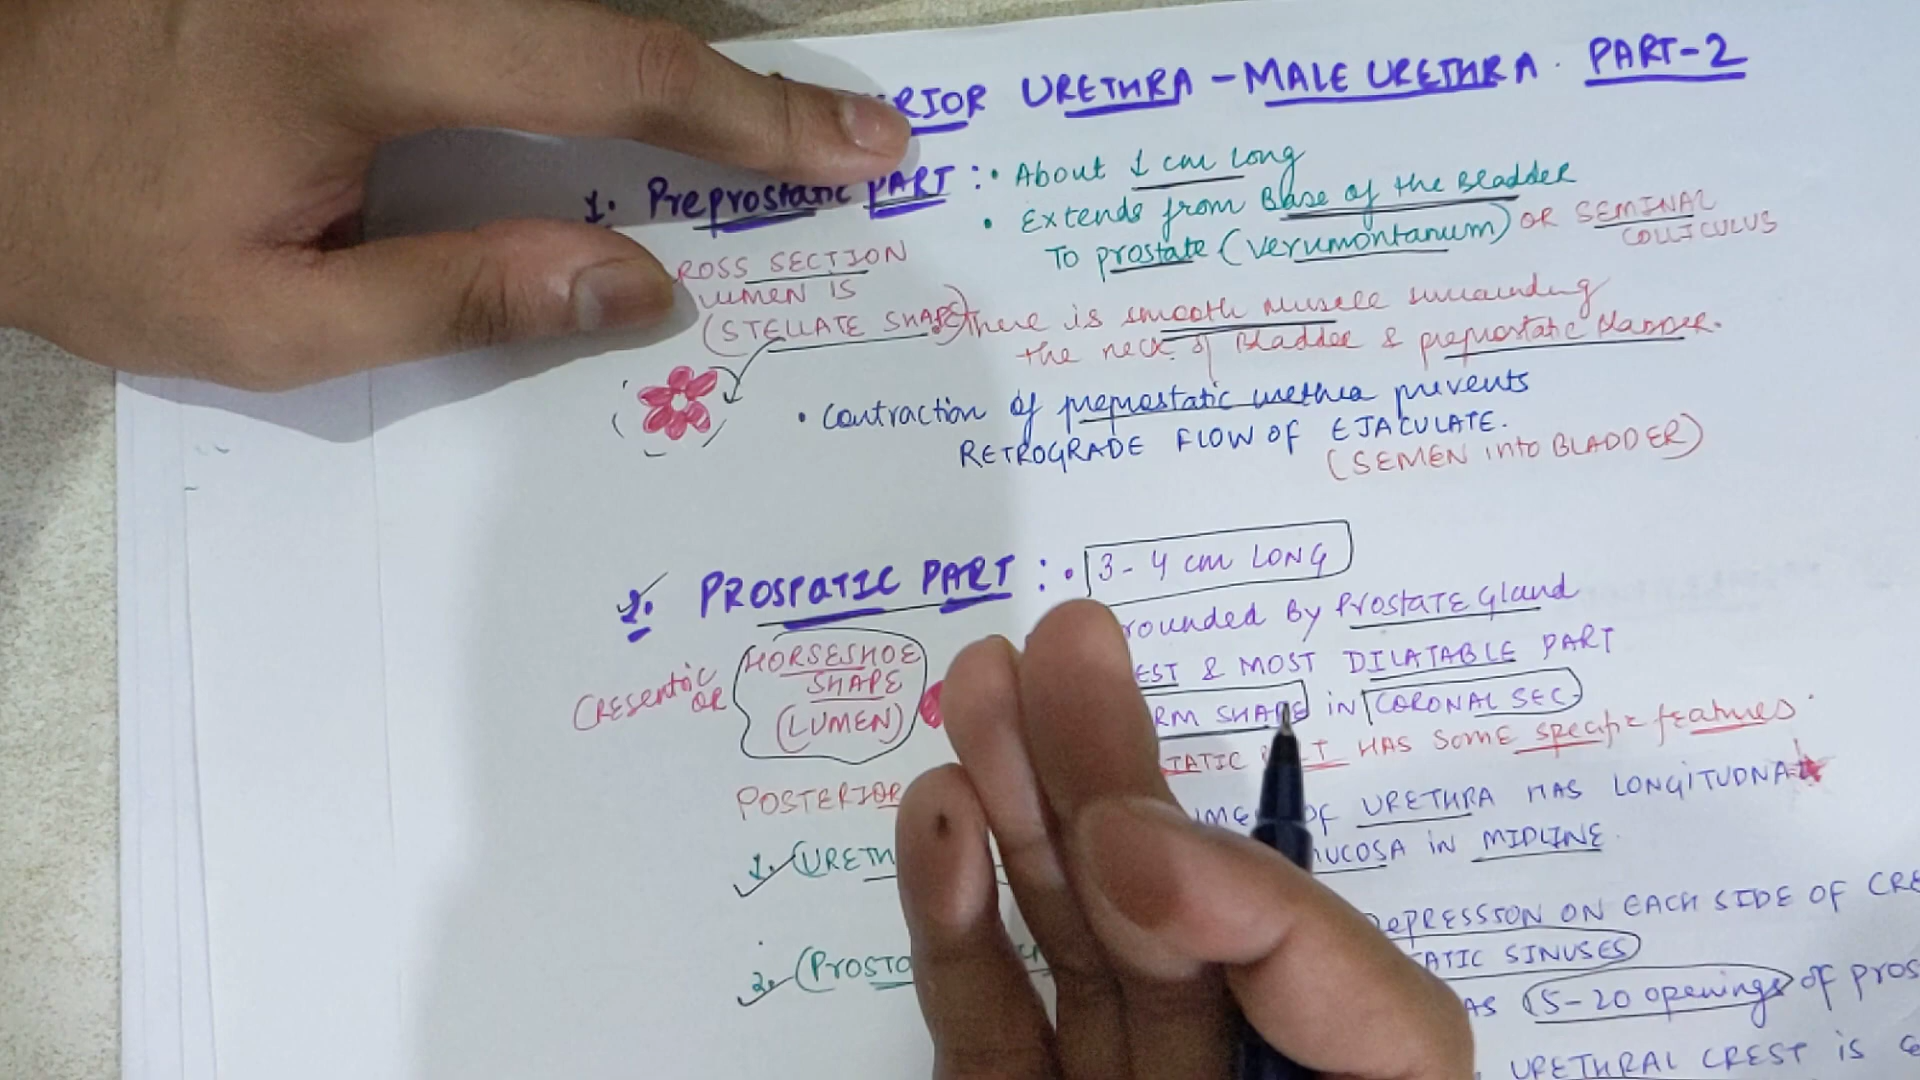 RIOR URETHRA - MALE URETHRA. PART-2
1. Preprostatic PART : • About 1 cm long
• Extends from Base of the Bladder
To prostate (verumontanum) OR SEMINAL
COLLICULUS
ROSS SECTION
LUMEN IS
(STELLATE SHAPE)
There is smooth muscle surrounding
the neck of Bladder & preprostatic
• Contraction of preprostatic urethra prevents
RETROGRADE FLOW OF EJACULATE.
(SEMEN into BLADDER)
2. PROSTATIC PART : • 3-4 cm LONG
rounded By Prostate Gland
EST & MOST DILATABLE PART
RM SHAPE IN CORONAL SEC.
TATIC HAS SOME specific features.
Cresentic OR
HORSESHOE
SHAPE
(LUMEN)
POSTERIOR
UMEN OF URETHRA HAS LONGITUDNAL
MUCOSA in MIDLINE.
1. (URETH
DEPRESSION ON EACH SIDE OF CRE
ATIC SINUSES)
2. (Prosta
AS 15-20 openings of pros
URETHRAL CREST is